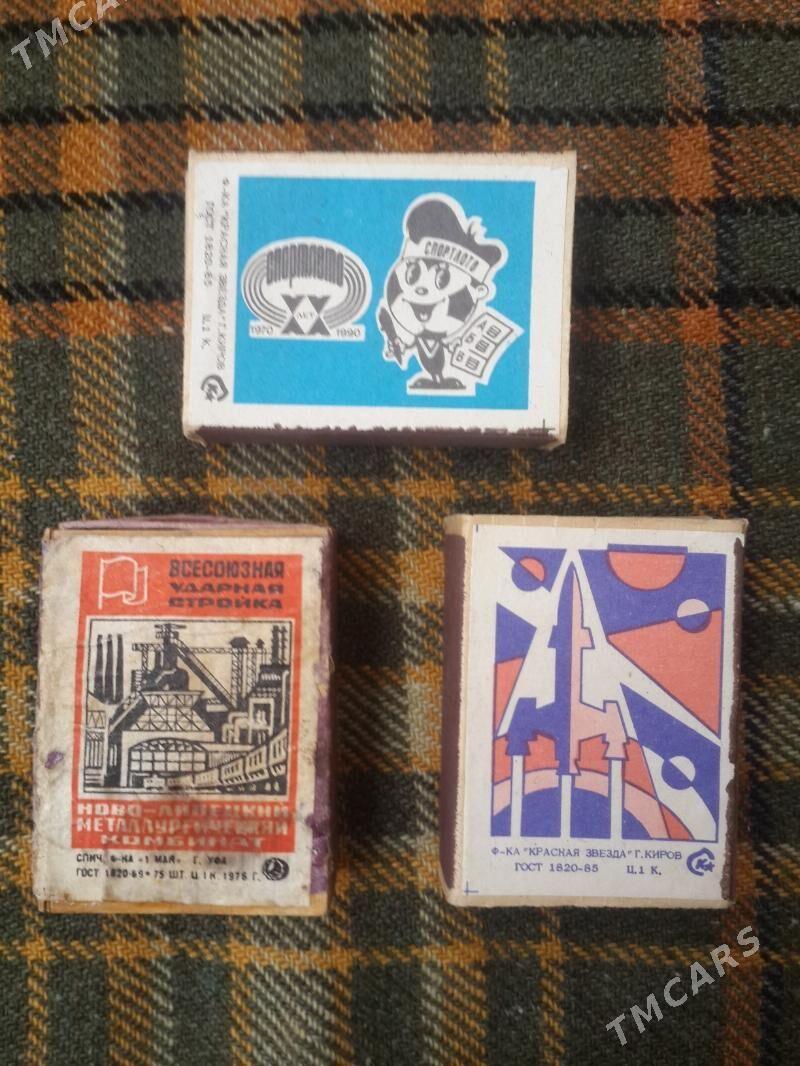 TMCARS
Ф-КА "КРАСНАЯ ЗВЕЗДА" Г. КИРОВ
ГОСТ 1820-85 Ц.1 К.
СПОРТЛОТО
XX
ЛЕТ
1970 1990
СПОРТЛОТО
А
Б
В
ВСЕСОЮЗНАЯ
УДАРНАЯ
СТРОЙКА
НОВО-ЛИПЕЦКИЙ
МЕТАЛЛУРГИЧЕСКИЙ
КОМБИНАТ
СПИЧ. Ф-КА «1 МАЯ» Г. УФА
ГОСТ 1820-69 * 75 ШТ. Ц. 1 К. 1976 Г.
Ф-КА "КРАСНАЯ ЗВЕЗДА" Г. КИРОВ
ГОСТ 1820-85 Ц.1 К.
TMCARS